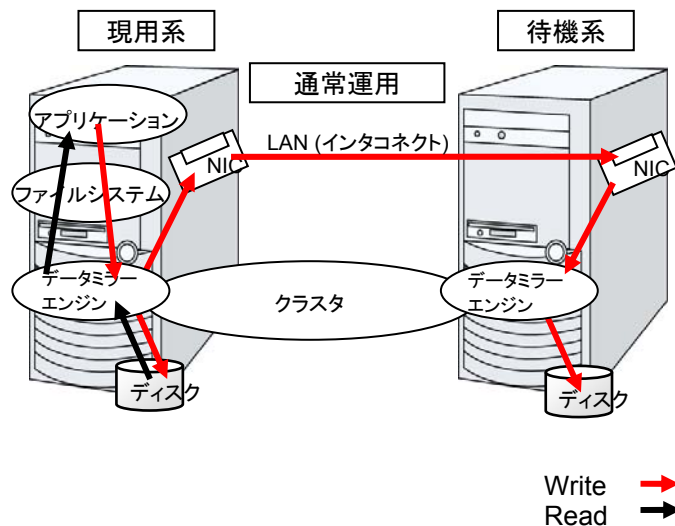 現用系
待機系
通常運用
アプリケーション
LAN (インタコネクト)
NIC
NIC
ファイルシステム
データミラー
エンジン
クラスタ
データミラー
エンジン
ディスク
ディスク
Write
Read